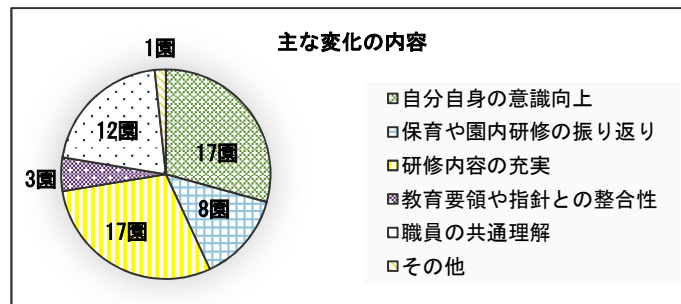 主な変化の内容
1園
17園
8園
17園
3園
12園
自分自身の意識向上
保育や園内研修の振り返り
研修内容の充実
教育要領や指針との整合性
職員の共通理解
その他